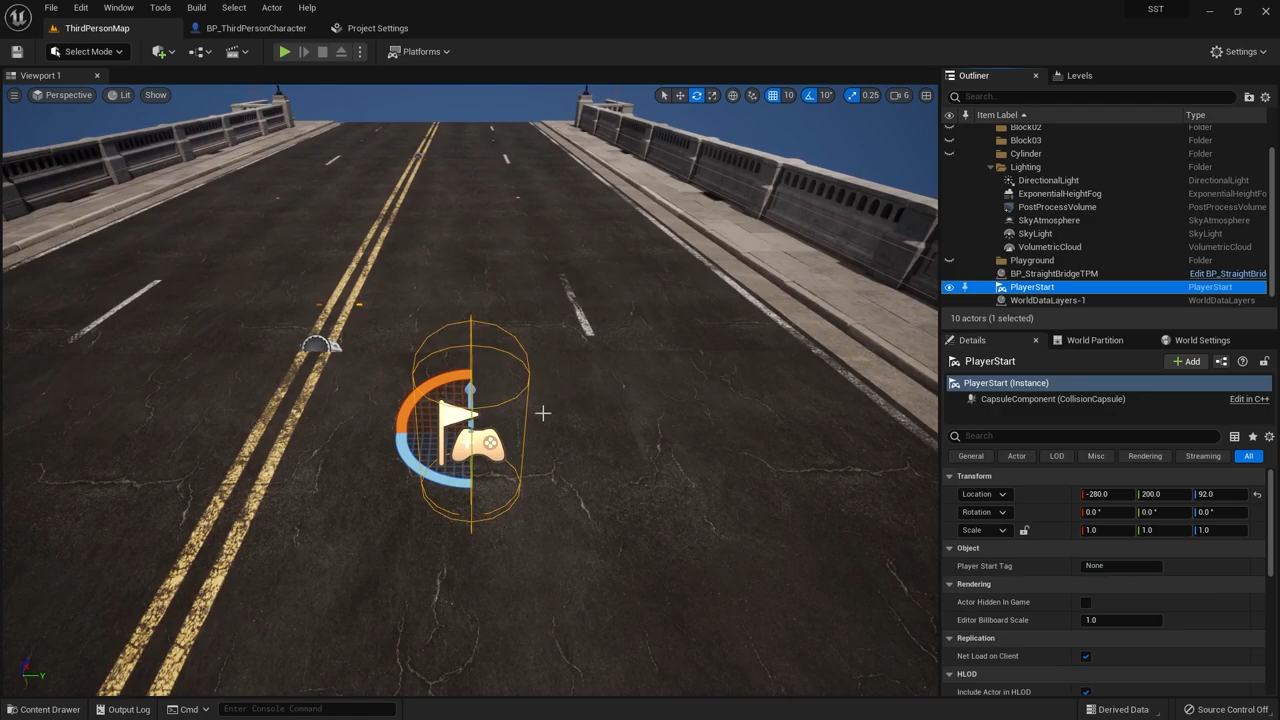 File Edit Window Tools Build Select Actor Help SST
ThirdPersonMap BP_ThirdPersonCharacter Project Settings
Select Mode Platforms Settings
Viewport 1
Perspective Lit Show 10 10° 0.25 6
Outliner Levels
Search...
Item Label Type
Block02 Folder
Block03 Folder
Cylinder Folder
Lighting Folder
DirectionalLight DirectionalLight
ExponentialHeightFog ExponentialHeightFo
PostProcessVolume PostProcessVolum
SkyAtmosphere SkyAtmosphere
SkyLight SkyLight
VolumetricCloud VolumetricCloud
Playground Folder
BP_StraightBridgeTPM Edit BP_StraightBrid
PlayerStart PlayerStart
WorldDataLayers-1 WorldDataLayers
10 actors (1 selected)
Details World Partition World Settings
PlayerStart Add
PlayerStart (Instance)
CapsuleComponent (CollisionCapsule) Edit in C++
Search
General Actor LOD Misc Rendering Streaming All
Transform
Location -280.0 200.0 92.0
Rotation 0.0 ° 0.0 ° 0.0 °
Scale 1.0 1.0 1.0
Object
Player Start Tag None
Rendering
Actor Hidden In Game
Editor Billboard Scale 1.0
Replication
Net Load on Client
HLOD
Include Actor in HLOD
Y
Content Drawer Output Log Cmd Enter Console Command Derived Data Source Control Off